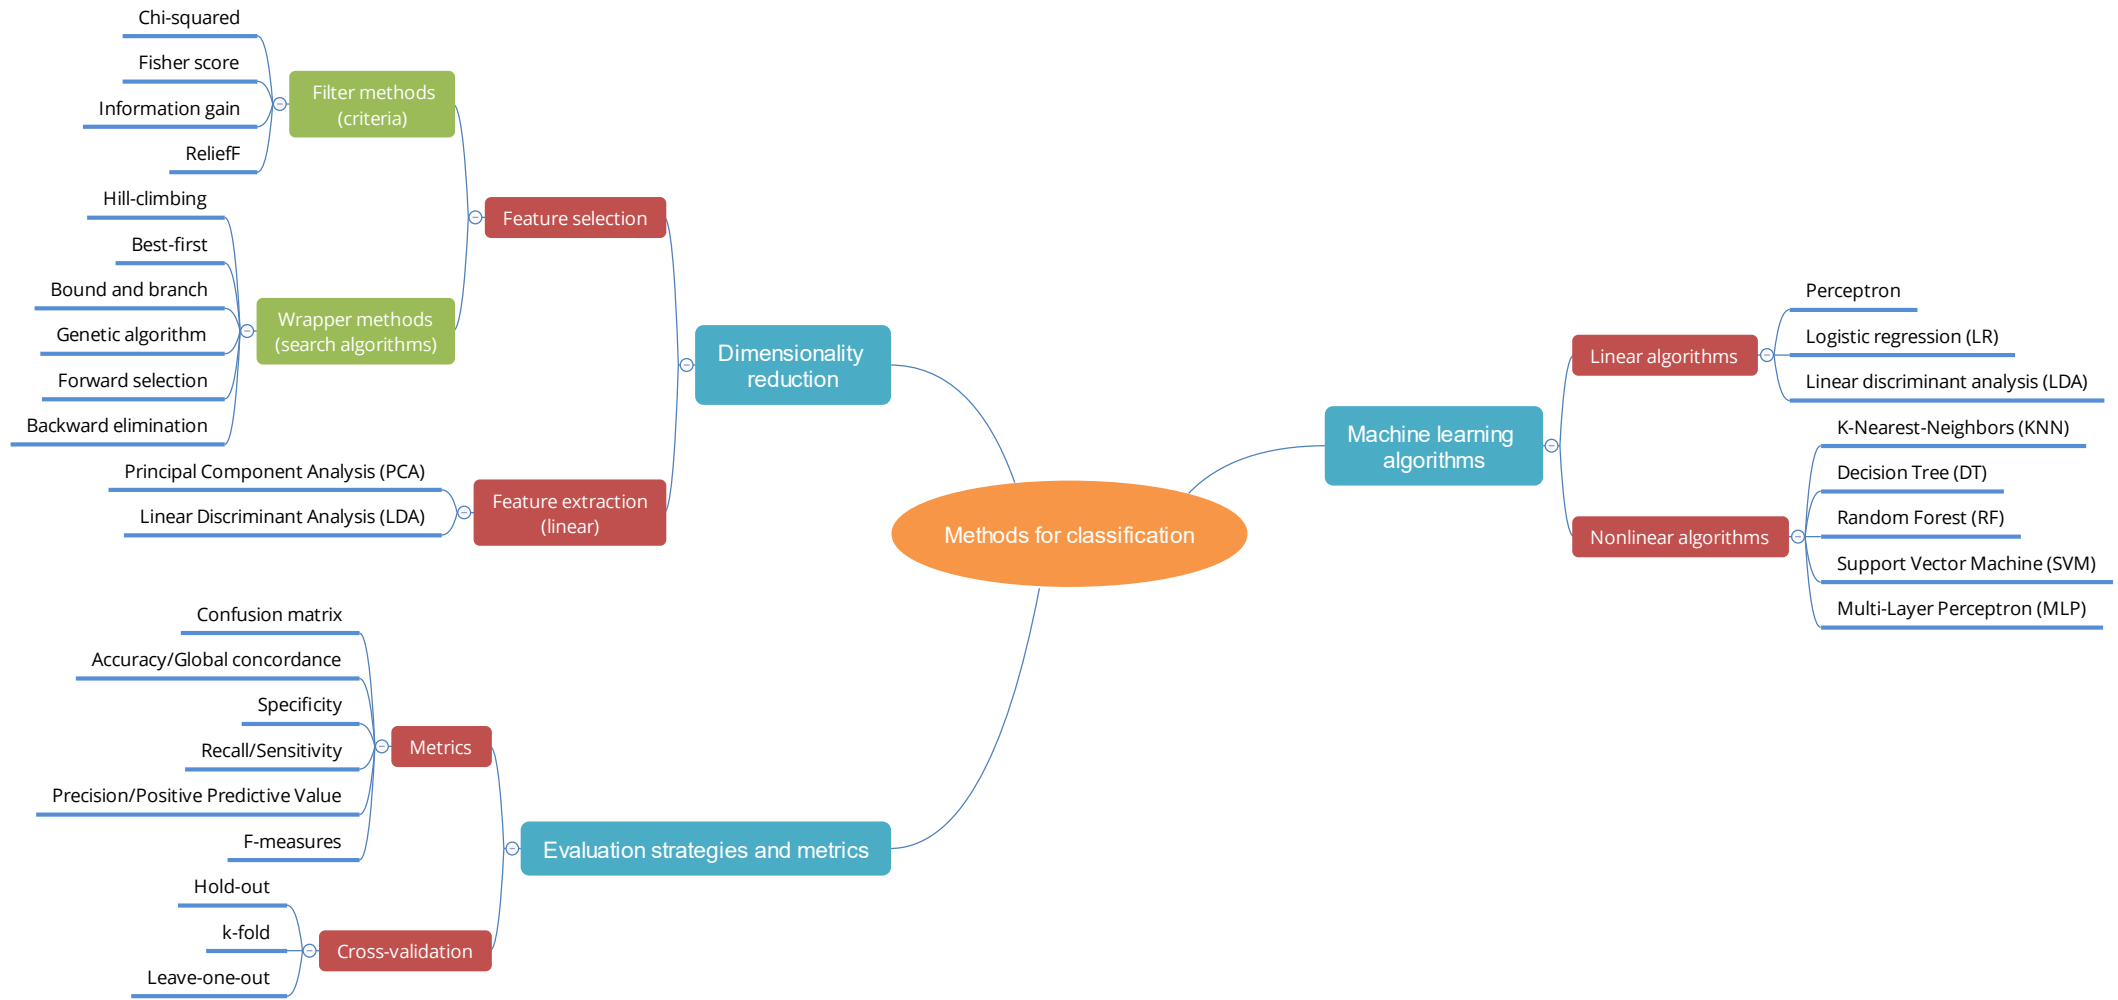 Chi-squared
Fisher score
Information gain
ReliefF
Filter methods
(criteria)
Hill-climbing
Best-first
Bound and branch
Genetic algorithm
Forward selection
Backward elimination
Wrapper methods
(search algorithms)
Feature selection
Principal Component Analysis (PCA)
Linear Discriminant Analysis (LDA)
Feature extraction
(linear)
Dimensionality
reduction
Confusion matrix
Accuracy/Global concordance
Specificity
Recall/Sensitivity
Precision/Positive Predictive Value
F-measures
Metrics
Hold-out
k-fold
Leave-one-out
Cross-validation
Evaluation strategies and metrics
Methods for classification
Machine learning
algorithms
Linear algorithms
Perceptron
Logistic regression (LR)
Linear discriminant analysis (LDA)
Nonlinear algorithms
K-Nearest-Neighbors (KNN)
Decision Tree (DT)
Random Forest (RF)
Support Vector Machine (SVM)
Multi-Layer Perceptron (MLP)